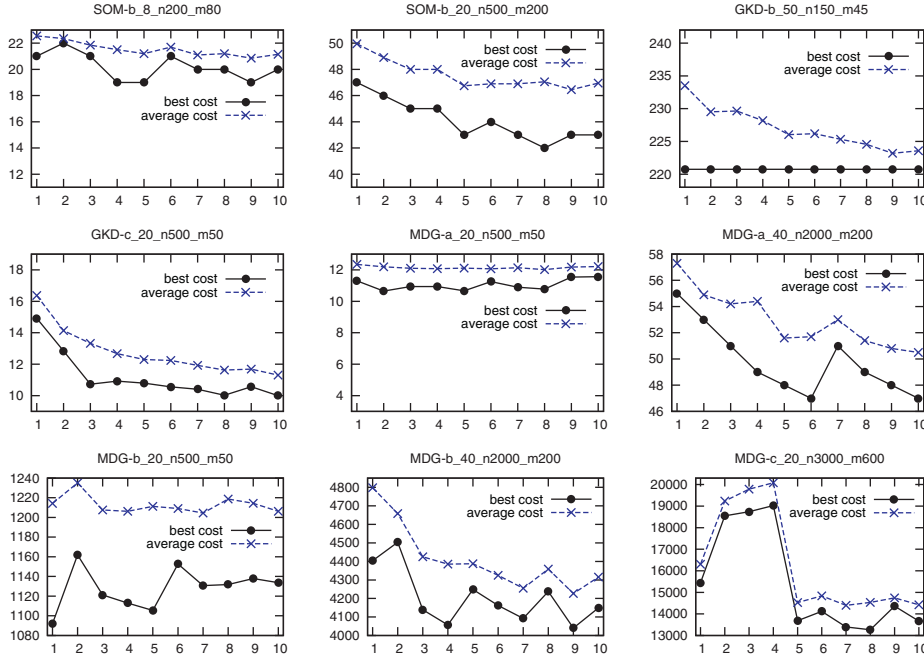 SOM-b_8_n200_m80
22
20
18
16
14
12
best cost
average cost
1 2 3 4 5 6 7 8 9 10
SOM-b_20_n500_m200
50
48
46
44
42
40
best cost
average cost
1 2 3 4 5 6 7 8 9 10
GKD-b_50_n150_m45
240
235
230
225
220
best cost
average cost
1 2 3 4 5 6 7 8 9 10
GKD-c_20_n500_m50
18
16
14
12
10
best cost
average cost
1 2 3 4 5 6 7 8 9 10
MDG-a_20_n500_m50
12
10
8
6
4
best cost
average cost
1 2 3 4 5 6 7 8 9 10
MDG-a_40_n2000_m200
58
56
54
52
50
48
46
best cost
average cost
1 2 3 4 5 6 7 8 9 10
MDG-b_20_n500_m50
1240
1220
1200
1180
1160
1140
1120
1100
1080
best cost
average cost
1 2 3 4 5 6 7 8 9 10
MDG-b_40_n2000_m200
4800
4700
4600
4500
4400
4300
4200
4100
4000
best cost
average cost
1 2 3 4 5 6 7 8 9 10
MDG-c_20_n3000_m600
20000
19000
18000
17000
16000
15000
14000
13000
best cost
average cost
1 2 3 4 5 6 7 8 9 10